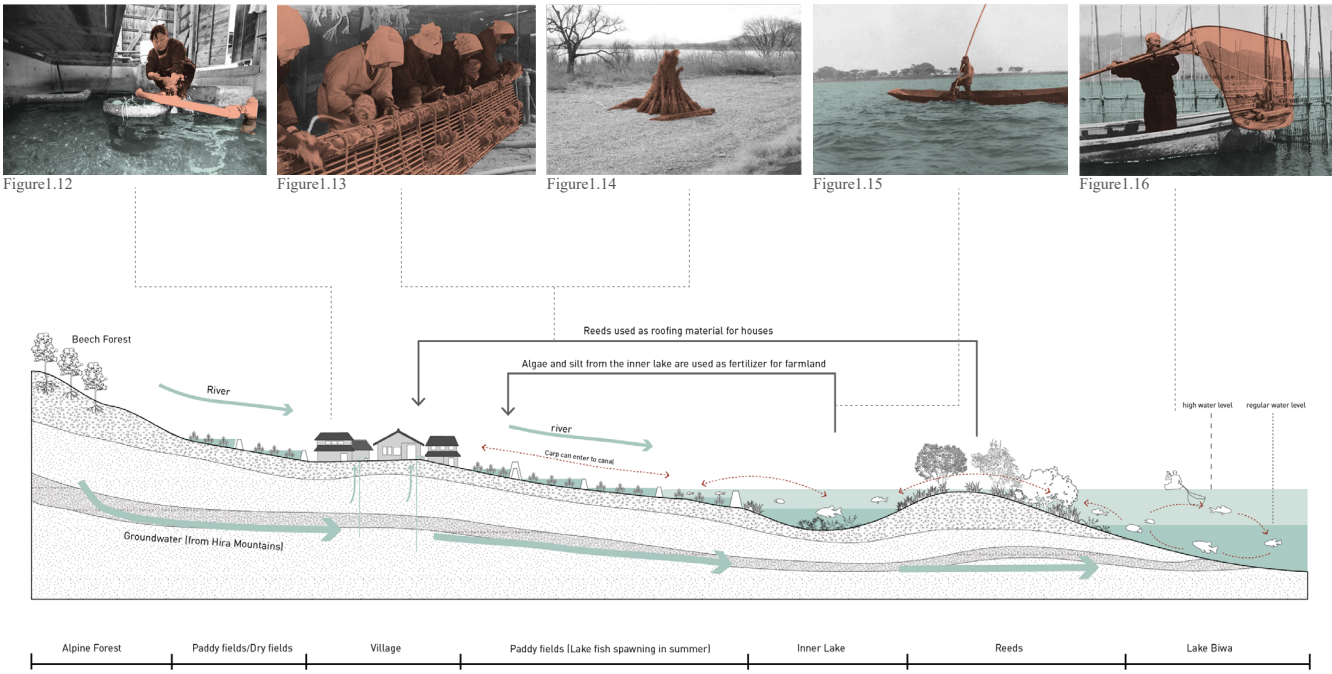 Figure1.12
Figure1.13
Figure1.14
Figure1.15
Figure1.16
Reeds used as roofing material for houses
Beech Forest
Algae and silt from the inner lake are used as fertilizer for farmland
River
high water level
regular water level
river
Carp can enter to canal
Groundwater (from Hira Mountains)
Alpine Forest
Paddy fields/Dry fields
Village
Paddy fields (Lake fish spawning in summer)
Inner Lake
Reeds
Lake Biwa